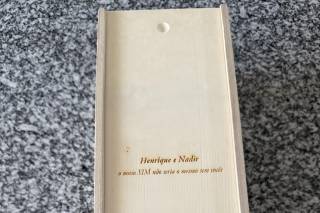 Henrique e Nadir
o nosso SIM não seria o mesmo sem você